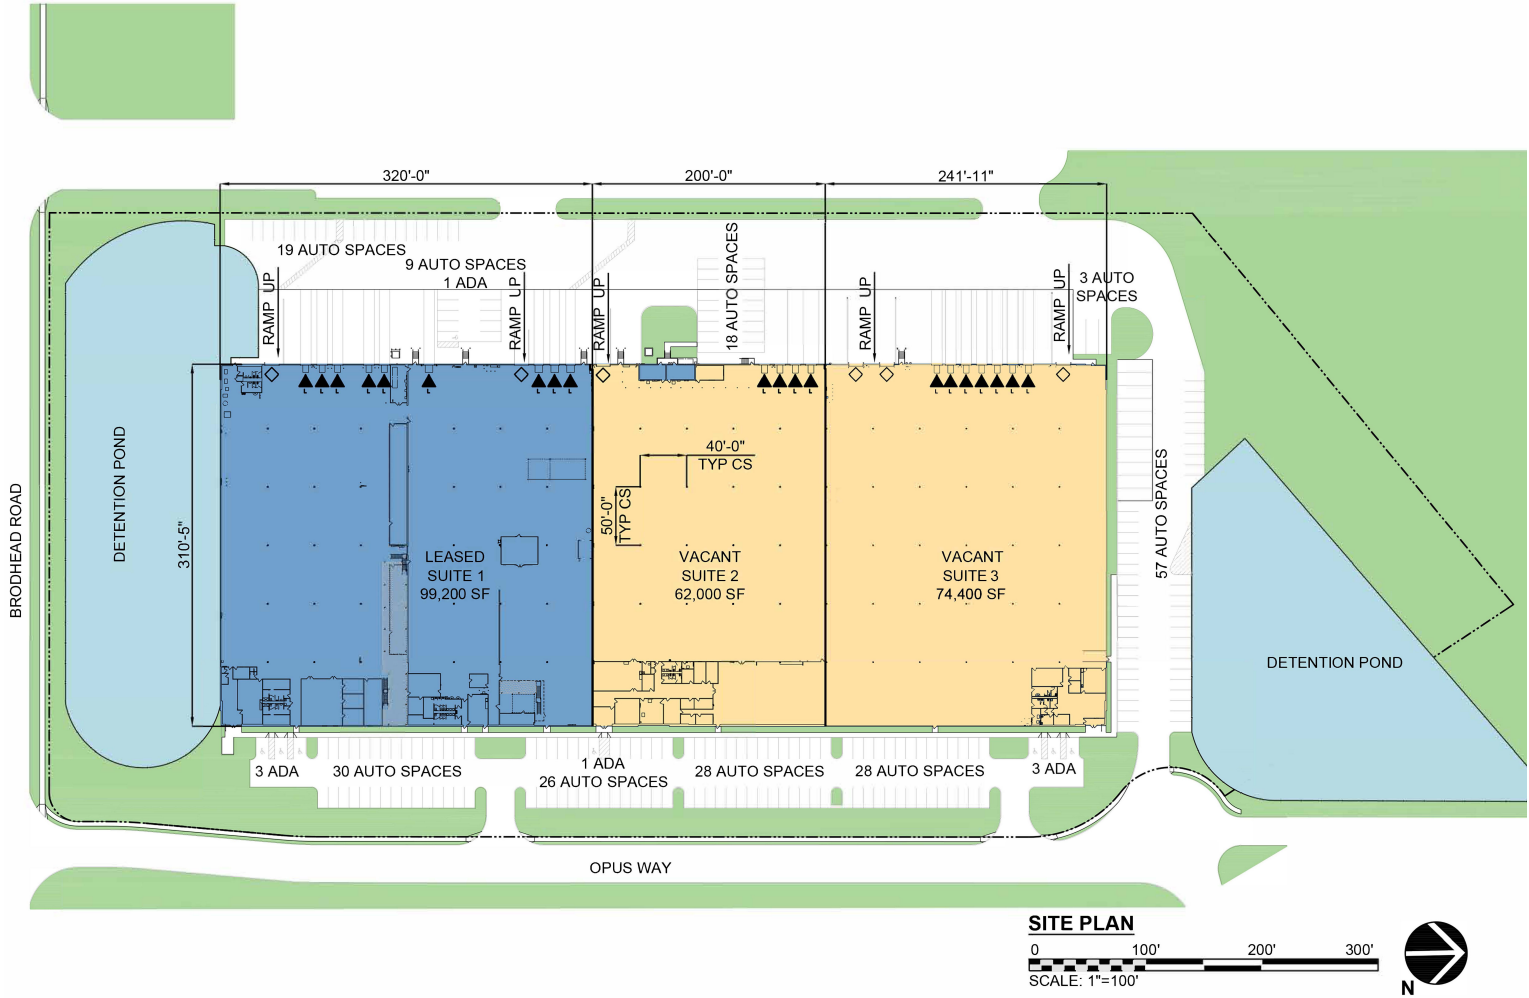 320'-0"
200'-0"
241'-11"
19 AUTO SPACES
9 AUTO SPACES
1 ADA
18 AUTO SPACES
3 AUTO
SPACES
RAMP UP
RAMP UP
RAMP UP
RAMP UP
RAMP UP
40'-0"
TYP CS
50'-0"
TYP CS
BRODHEAD ROAD
DETENTION POND
310'-5"
LEASED
SUITE 1
99,200 SF
VACANT
SUITE 2
62,000 SF
VACANT
SUITE 3
74,400 SF
57 AUTO SPACES
DETENTION POND
3 ADA
30 AUTO SPACES
1 ADA
26 AUTO SPACES
28 AUTO SPACES
28 AUTO SPACES
3 ADA
OPUS WAY
SITE PLAN
0 100' 200' 300'
SCALE: 1"=100'
N